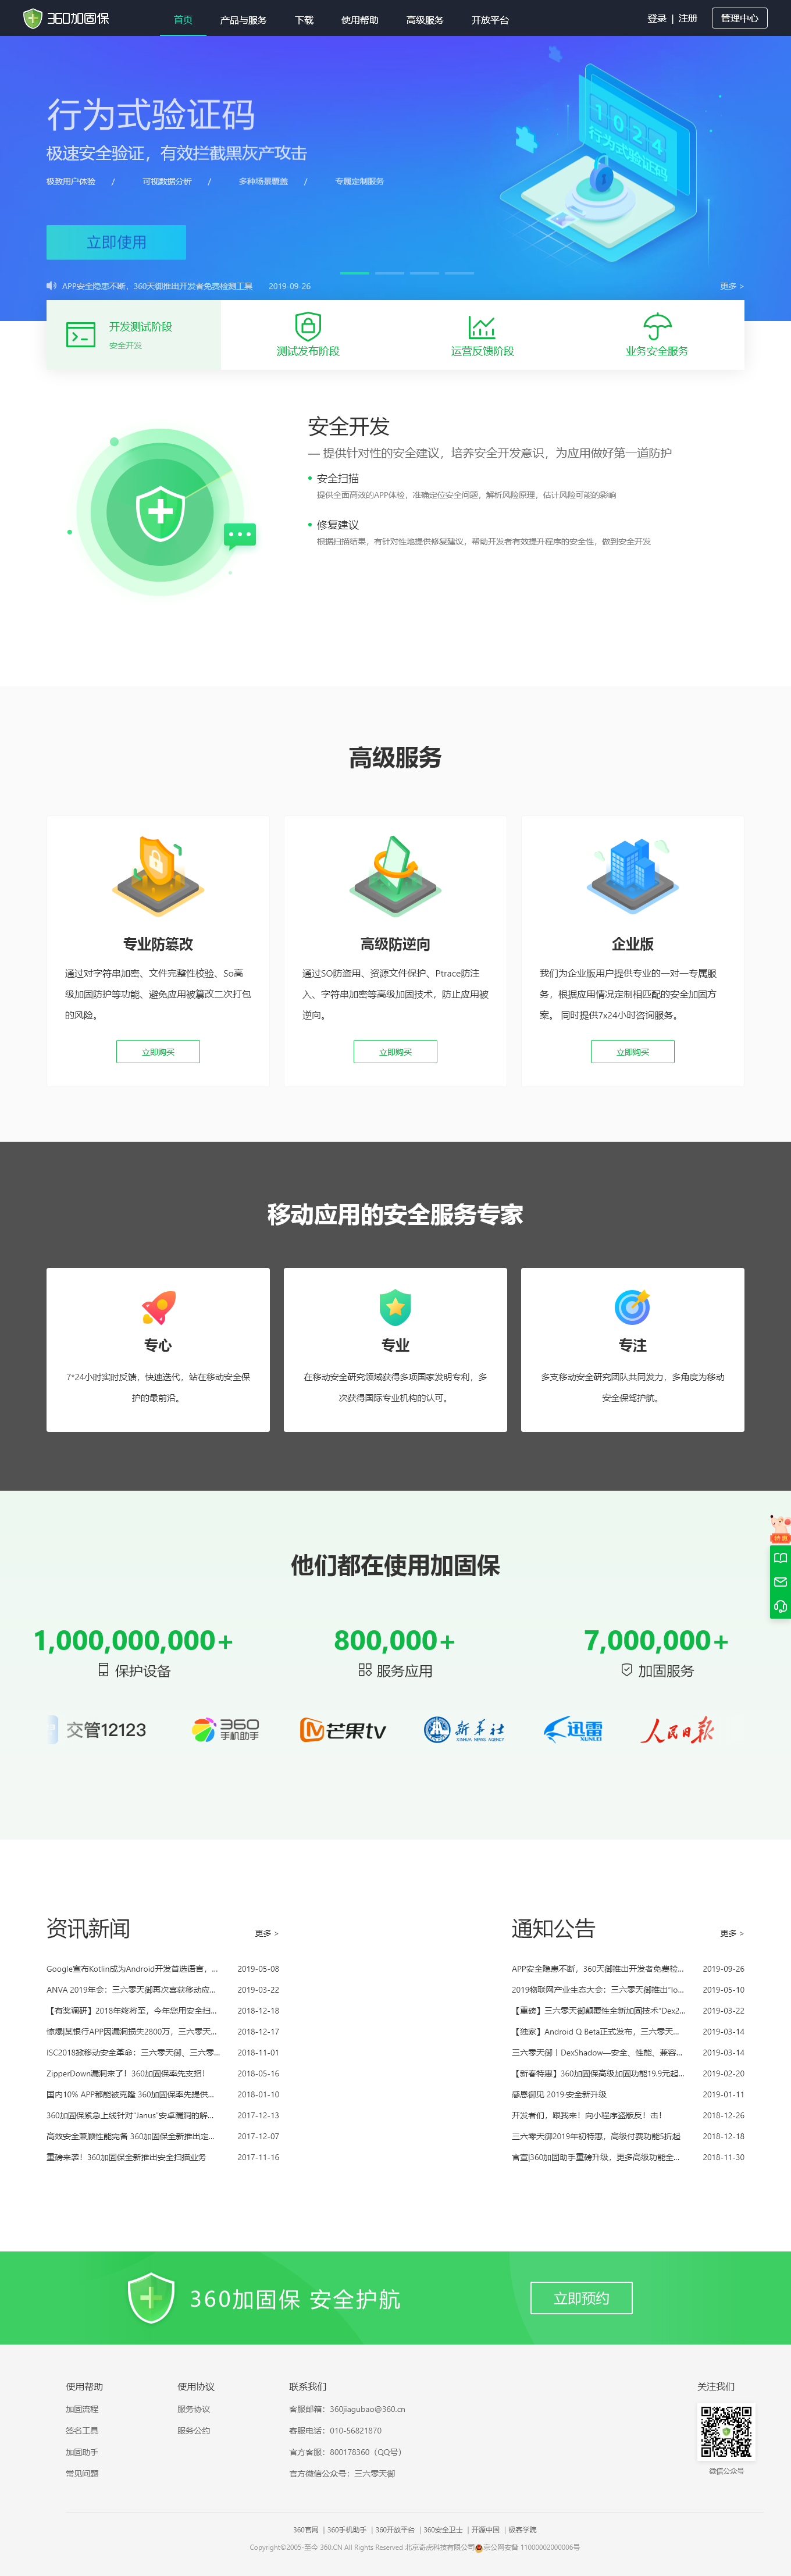 360加固保
首页 产品与服务 下载 使用帮助 高级服务 开放平台
登录 | 注册 管理中心
行为式验证码
极速安全验证，有效拦截黑灰产攻击
极致用户体验 / 可视数据分析 / 多种场景覆盖 / 专属定制服务
1024
行为式验证码
立即使用
APP安全隐患不断，360天御推出开发者免费检测工具 2019-09-26 更多 >
开发测试阶段
安全开发
测试发布阶段
运营反馈阶段
业务安全服务
安全开发
— 提供针对性的安全建议，培养安全开发意识，为应用做好第一道防护
安全扫描
提供全面高效的APP体检，准确定位安全问题，解析风险原理，估计风险可能的影响
修复建议
根据扫描结果，有针对性地提供修复建议，帮助开发者有效提升程序的安全性，做到安全开发
高级服务
专业防篡改
通过对字符串加密、文件完整性校验、So高
级加固防护等功能、避免应用被篡改二次打包
的风险。
立即购买
高级防逆向
通过SO防盗用、资源文件保护、Ptrace防注
入、字符串加密等高级加固技术，防止应用被
逆向。
立即购买
企业版
我们为企业版用户提供专业的一对一专属服
务，根据应用情况定制相匹配的安全加固方
案。 同时提供7x24小时咨询服务。
立即购买
移动应用的安全服务专家
专心
7*24小时实时反馈，快速迭代，站在移动安全保
护的最前沿。
专业
在移动安全研究领域获得多项国家发明专利，多
次获得国际专业机构的认可。
专注
多支移动安全研究团队共同发力，多角度为移动
安全保驾护航。
特惠
他们都在使用加固保
1,000,000,000+
保护设备
800,000+
服务应用
7,000,000+
加固服务
交管12123
360
手机助手
芒果tv
新华社
XINHUA NEWS AGENCY
迅雷
XUNLEI
人民日报
资讯新闻 更多 >
Google宣布Kotlin成为Android开发首选语言，... 2019-05-08
ANVA 2019年会：三六零天御再次喜获移动应... 2019-03-22
【有奖调研】2018年终将至，今年您用安全扫... 2018-12-18
惊曝|某银行APP因漏洞损失2800万，三六零天... 2018-12-17
ISC2018掀移动安全革命：三六零天御、三六零... 2018-11-01
ZipperDown漏洞来了！360加固保率先支招！ 2018-05-16
国内10% APP都能被克隆 360加固保率先提供... 2018-01-10
360加固保紧急上线针对“Janus”安卓漏洞的解... 2017-12-13
高效安全兼顾性能完备 360加固保全新推出定... 2017-12-07
重磅来袭！360加固保全新推出安全扫描业务 2017-11-16
通知公告 更多 >
APP安全隐患不断，360天御推出开发者免费检... 2019-09-26
2019物联网产业生态大会：三六零天御推出“Io... 2019-05-10
【重磅】三六零天御颠覆性全新加固技术“Dex2... 2019-03-22
【独家】Android Q Beta正式发布，三六零天... 2019-03-14
三六零天御丨DexShadow—安全、性能、兼容... 2019-03-14
【新春特惠】360加固保高级加固功能19.9元起... 2019-02-20
感恩御见 2019·安全新升级 2019-01-11
开发者们，跟我来！向小程序盗版反！击！ 2018-12-26
三六零天御2019年初特惠，高级付费功能5折起 2018-12-18
官宣|360加固助手重磅升级，更多高级功能全... 2018-11-30
360加固保 安全护航
立即预约
使用帮助
加固流程
签名工具
加固助手
常见问题
使用协议
服务协议
服务公约
联系我们
客服邮箱：360jiagubao@360.cn
客服电话：010-56821870
官方客服：800178360（QQ号）
官方微信公众号：三六零天御
关注我们
微信公众号
360官网 | 360手机助手 | 360开放平台 | 360安全卫士 | 开源中国 | 极客学院
Copyright©2005-至今 360.CN All Rights Reserved 北京奇虎科技有限公司 京公网安备 11000002000006号